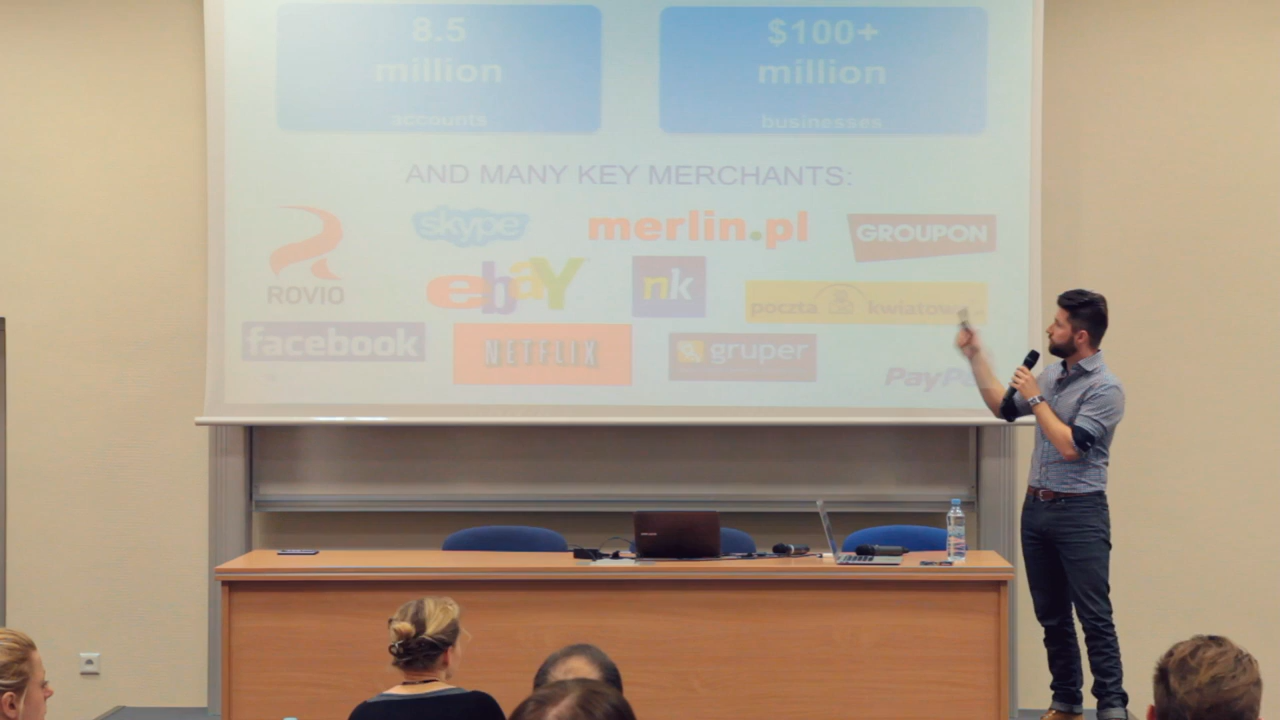 8.5
million
accounts
$100+
million
businesses
AND MANY KEY MERCHANTS:
ROVIO
skype
merlin.pl
GROUPON
ebaY
nk
poczta kwiatowa
facebook
NETFLIX
gruper
PayPa